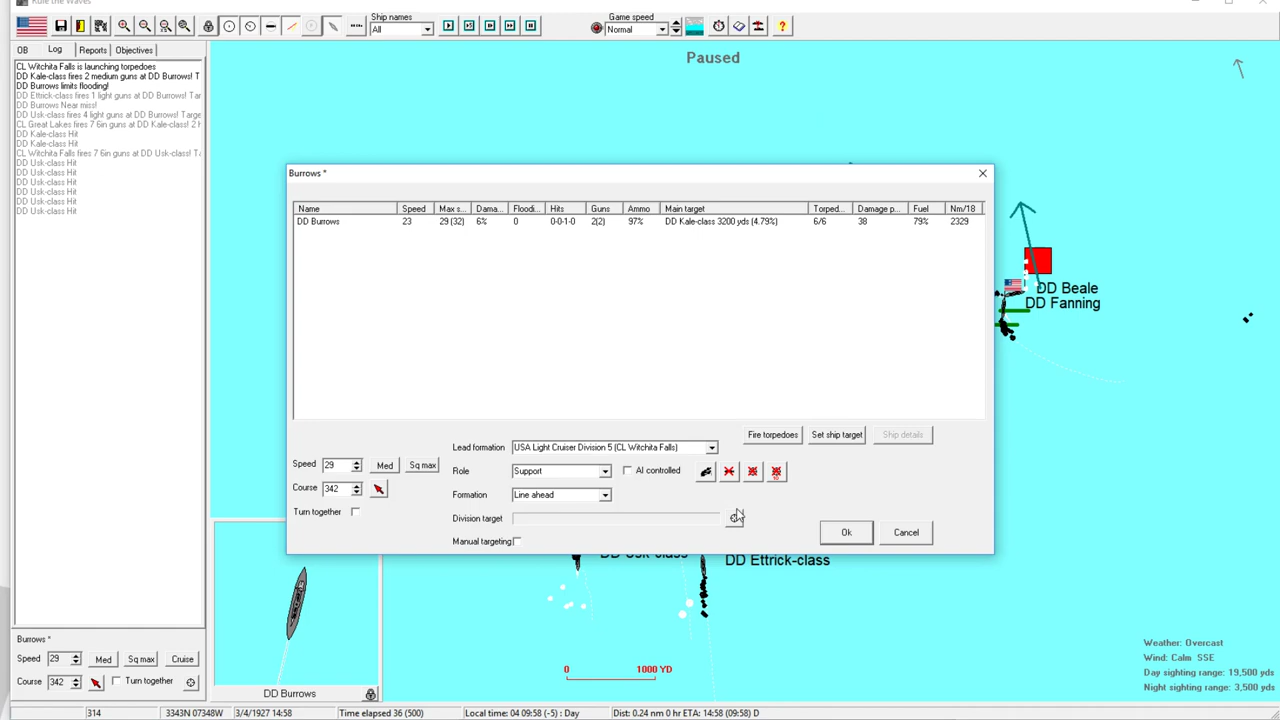 Rule the Waves
Ship names
All
Game speed
Normal
OB Log Reports Objectives
Paused
CL Witchita Falls is launching torpedoes
DD Kale-class fires 2 medium guns at DD Burrows! T
DD Burrows limits flooding!
DD Ettrick-class fires 1 light guns at DD Burrows! Tar
DD Burrows Near miss!
DD Usk-class fires 4 light guns at DD Burrows! Targe
CL Great Lakes fires 7 6in guns at DD Kale-class! 2 h
DD Kale-class Hit
DD Kale-class Hit
CL Witchita Falls fires 7 6in guns at DD Usk-class! T
DD Usk-class Hit
DD Usk-class Hit
DD Usk-class Hit
DD Usk-class Hit
DD Usk-class Hit
DD Usk-class Hit
Burrows *
Name Speed Max s... Dama... Floodi... Hits Guns Ammo Main target Torped... Damage p... Fuel Nm/18
DD Burrows 23 29 (32) 6% 0 0-0-1-0 2(2) 97% DD Kale-class 3200 yds (4.79%) 6/6 38 79% 2329
DD Beale
DD Fanning
Fire torpedoes Set ship target Ship details
Lead formation USA Light Cruiser Division 5 (CL Witchita Falls)
Speed 29 Med Sq max
Role Support AI controlled 10
Course 342
Formation Line ahead
Turn together
Division target
Ok Cancel
Manual targeting
DD Usk-class
DD Ettrick-class
Burrows *
Speed 29 Med Sq max Cruise
Course 342 Turn together
DD Burrows
0 1000 YD
Weather: Overcast
Wind: Calm SSE
Day sighting range: 19,500 yards
Night sighting range: 3,500 yards
314 3343N 07348W 3/4/1927 14:58 Time elapsed 36 (500) Local time: 04 09:58 (-5) : Day Dist: 0.24 nm 0 hr ETA: 14:58 (09:58) D